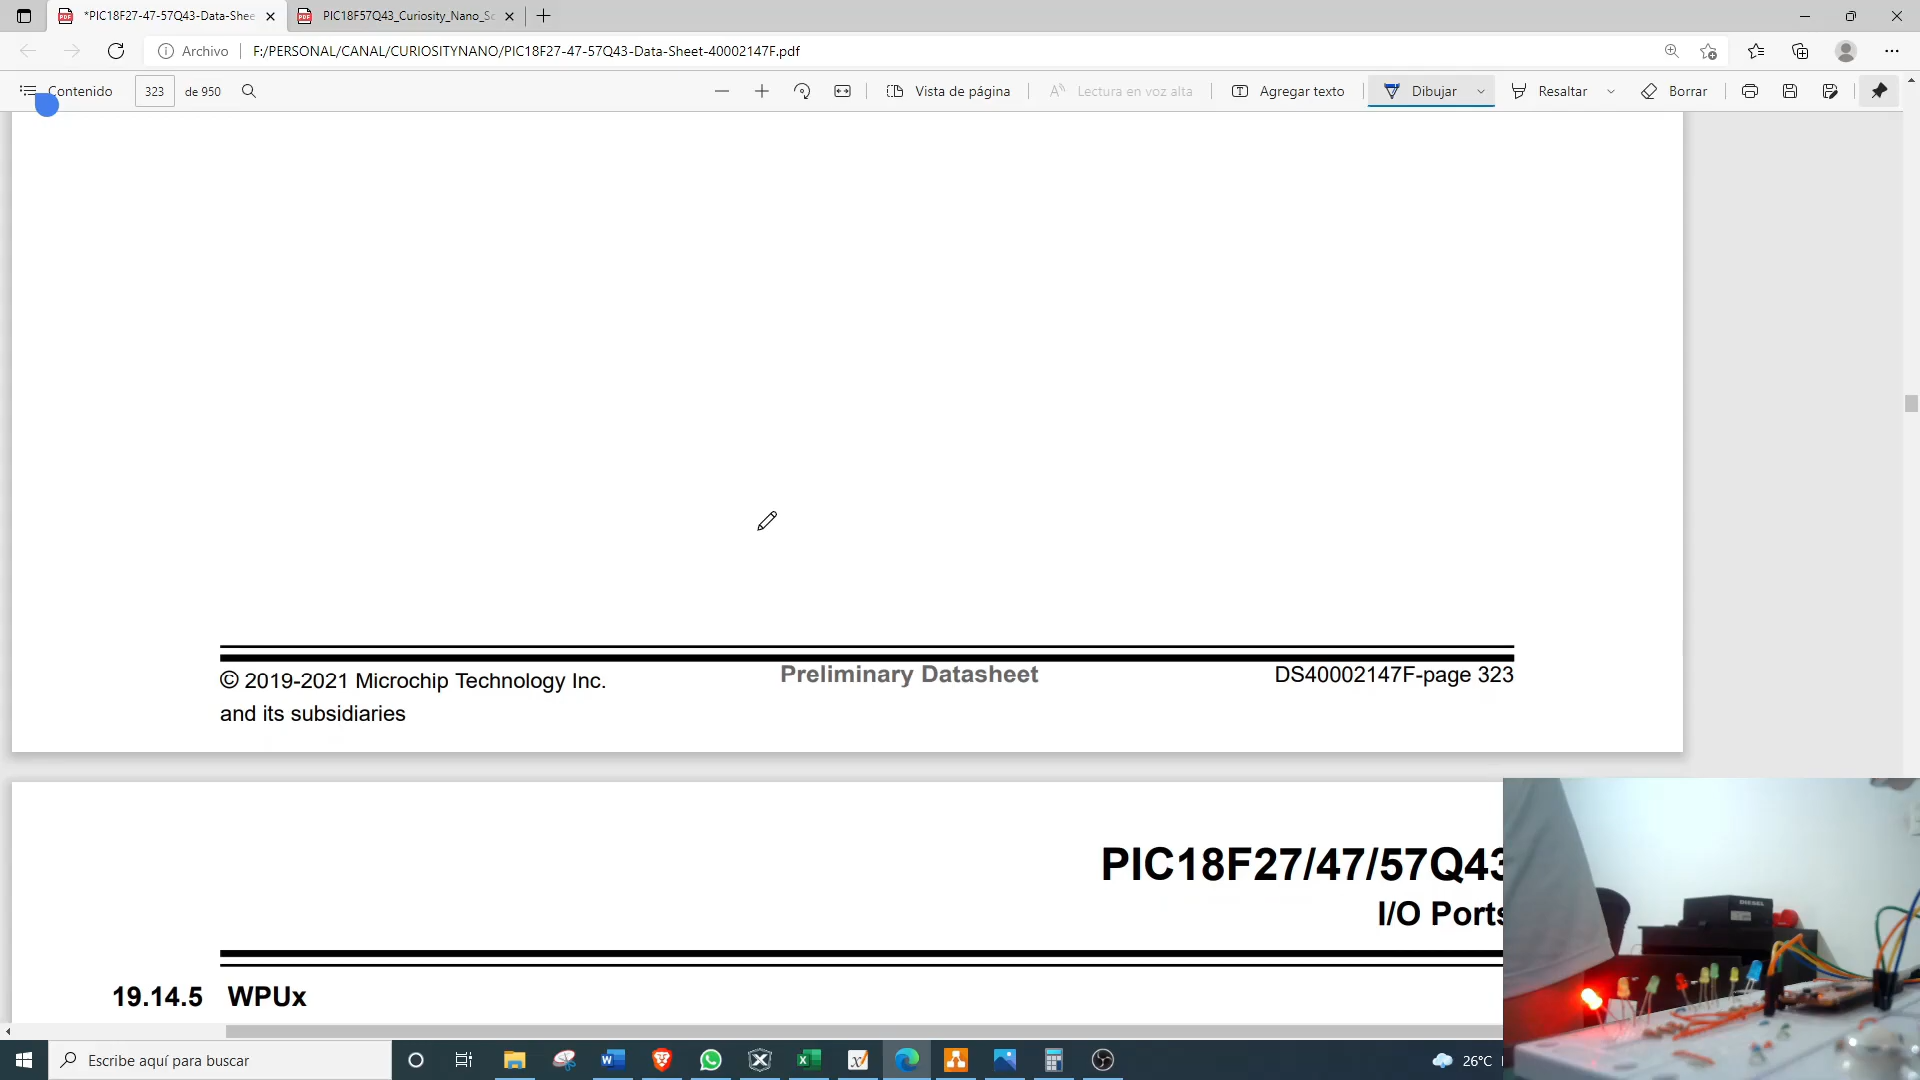 *PIC18F27-47-57Q43-Data-Shee
PIC18F57Q43_Curiosity_Nano_Sc
Archivo
F:/PERSONAL/CANAL/CURIOSITYNANO/PIC18F27-47-57Q43-Data-Sheet-40002147F.pdf
Contenido
323
de 950
Vista de página
Lectura en voz alta
Agregar texto
Dibujar
Resaltar
Borrar
© 2019-2021 Microchip Technology Inc.
and its subsidiaries
Preliminary Datasheet
DS40002147F-page 323
PIC18F27/47/57Q43
I/O Ports
19.14.5 WPUx
DIESEL
Escribe aquí para buscar
26°C